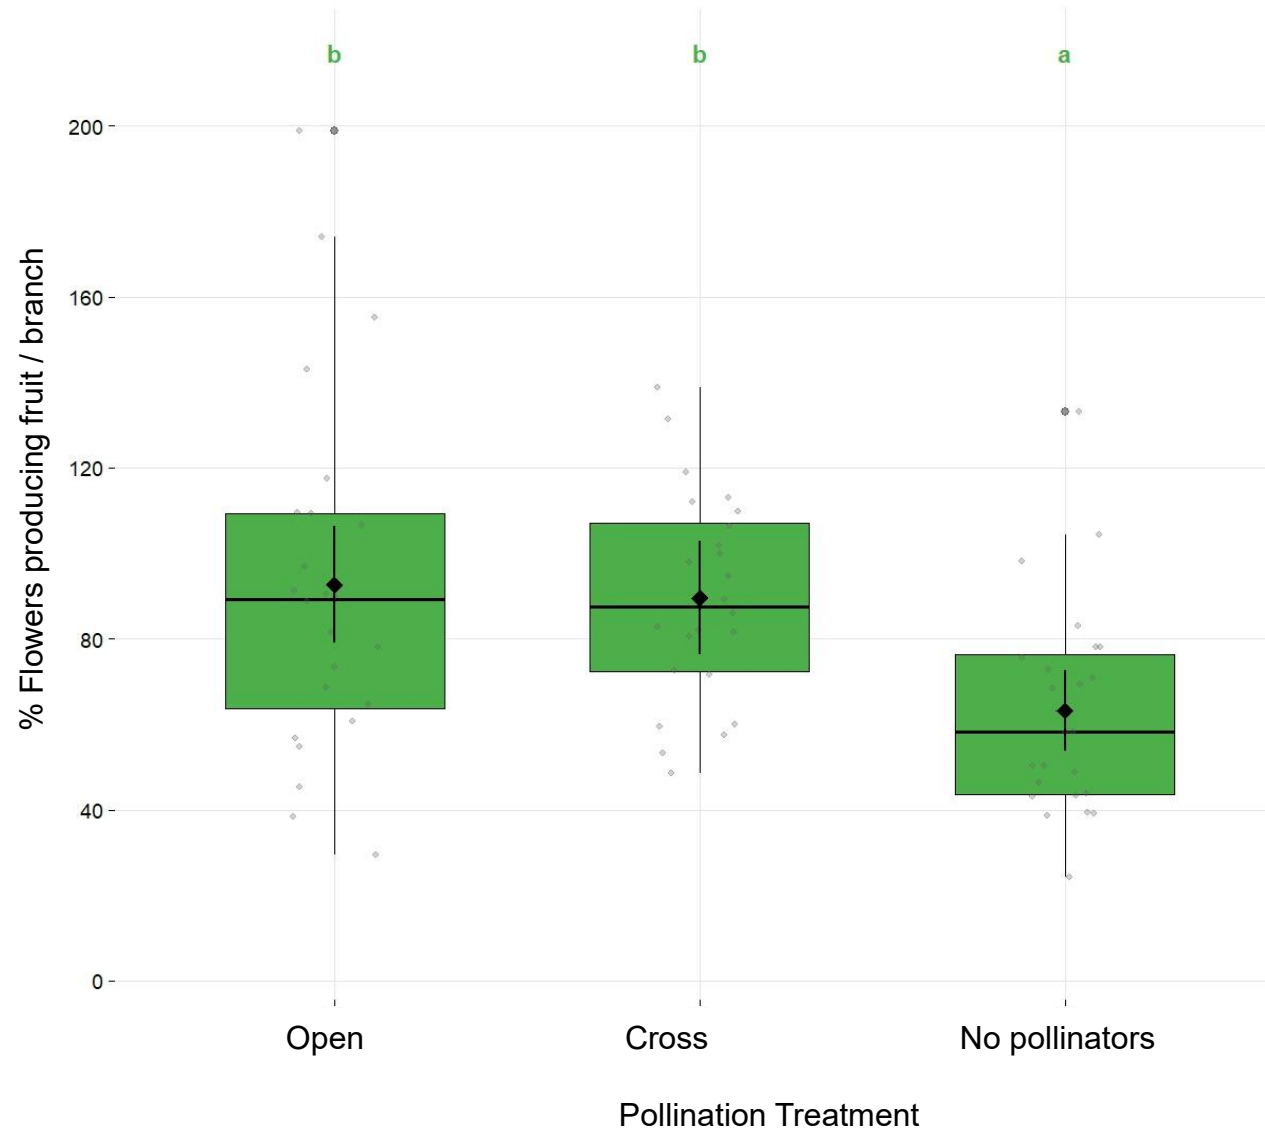 b b a
200
160
120
80
40
0
% Flowers producing fruit / branch
Open Cross No pollinators
Pollination Treatment